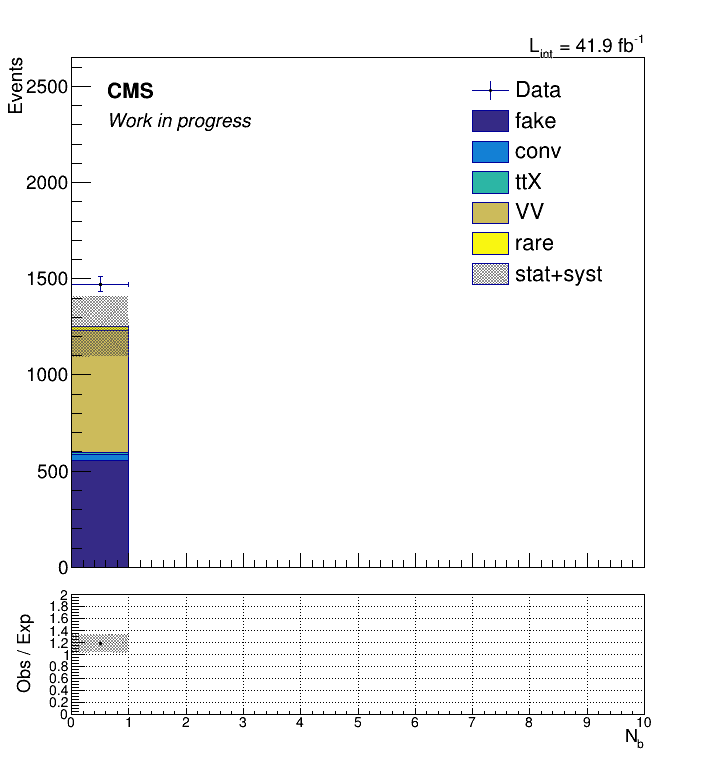 L_int = 41.9 fb^-1
Events
CMS
Work in progress
Data
fake
conv
ttX
VV
rare
stat+syst
2500
2000
1500
1000
500
0
Obs / Exp
2
1.8
1.6
1.4
1.2
1
0.8
0.6
0.4
0.2
0
0 1 2 3 4 5 6 7 8 9 10
N_b